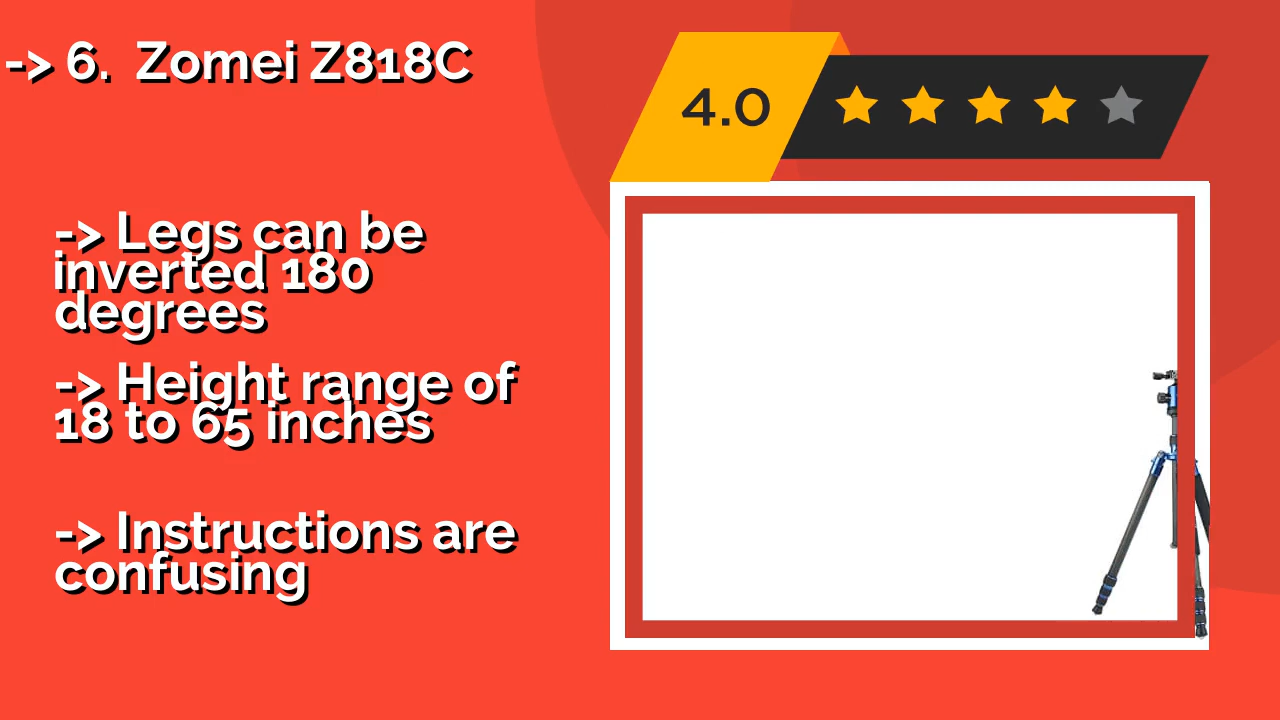 -> 6.  Zomei Z818C
4.0
-> Legs can be
inverted 180
degrees
-> Height range of
18 to 65 inches
-> Instructions are
confusing